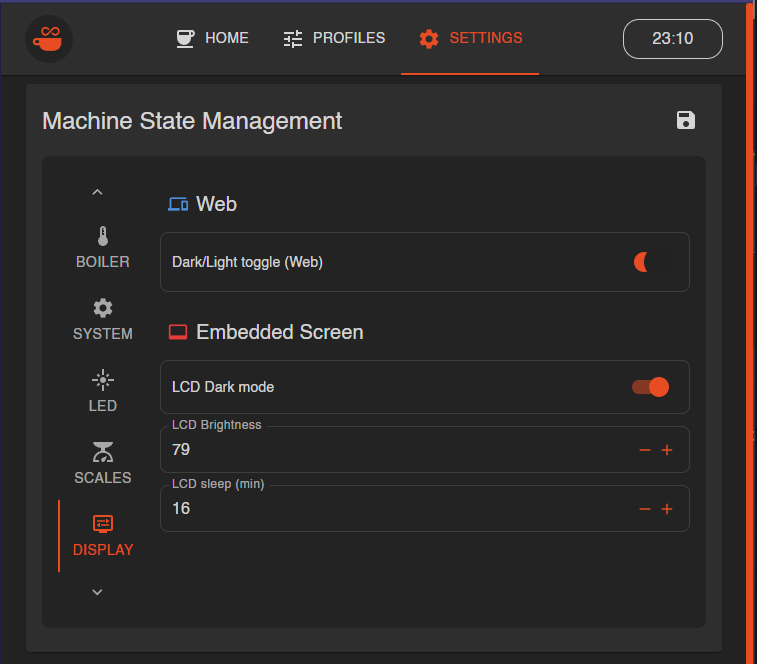 HOME
PROFILES
SETTINGS
23:10
Machine State Management
BOILER
SYSTEM
LED
SCALES
DISPLAY
Web
Dark/Light toggle (Web)
Embedded Screen
LCD Dark mode
LCD Brightness
79
LCD sleep (min)
16